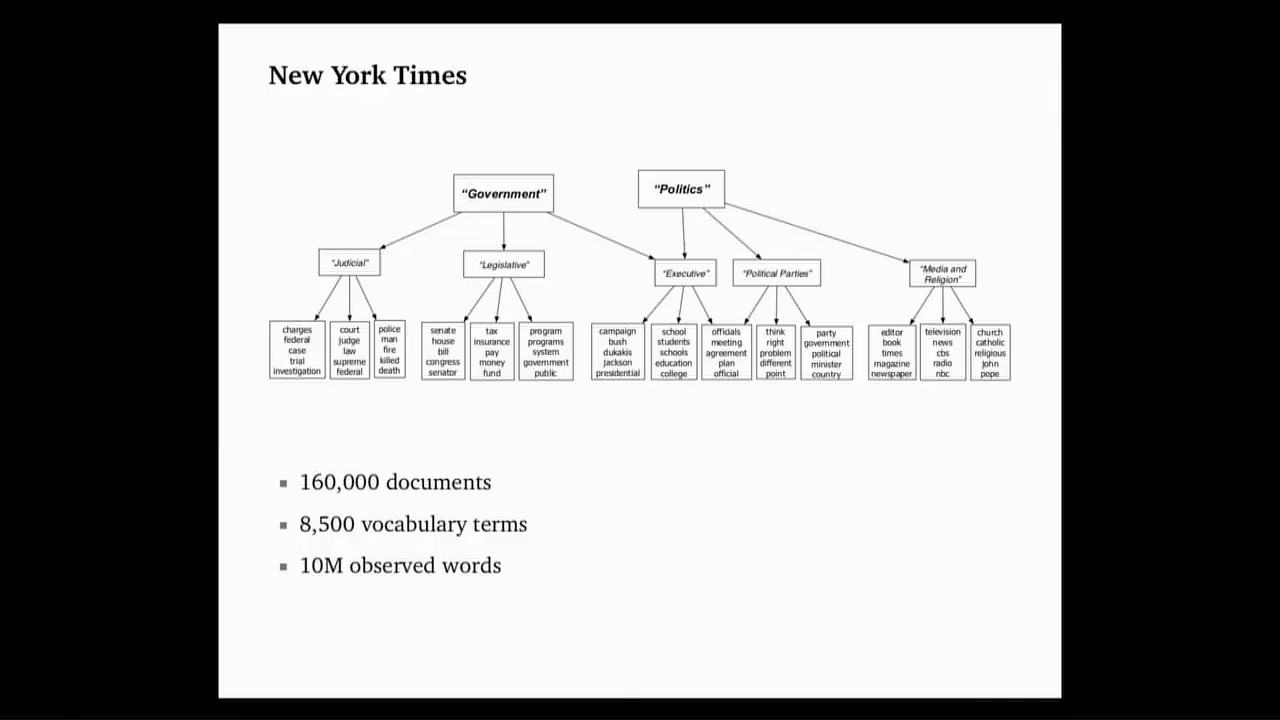 New York Times
"Government"
"Politics"
"Judicial"
"Legislative"
"Executive"
"Political Parties"
"Media and
Religion"
charges
federal
case
trial
investigation
court
judge
law
supreme
federal
police
man
fire
killed
death
senate
house
bill
congress
senator
tax
insurance
pay
money
fund
program
programs
system
government
public
campaign
bush
dukakis
jackson
presidential
school
students
schools
education
college
officials
meeting
agreement
plan
official
think
right
problem
different
point
party
government
political
minister
country
editor
book
times
magazine
newspaper
television
news
cbs
radio
nbc
church
catholic
religious
john
pope
160,000 documents
8,500 vocabulary terms
10M observed words